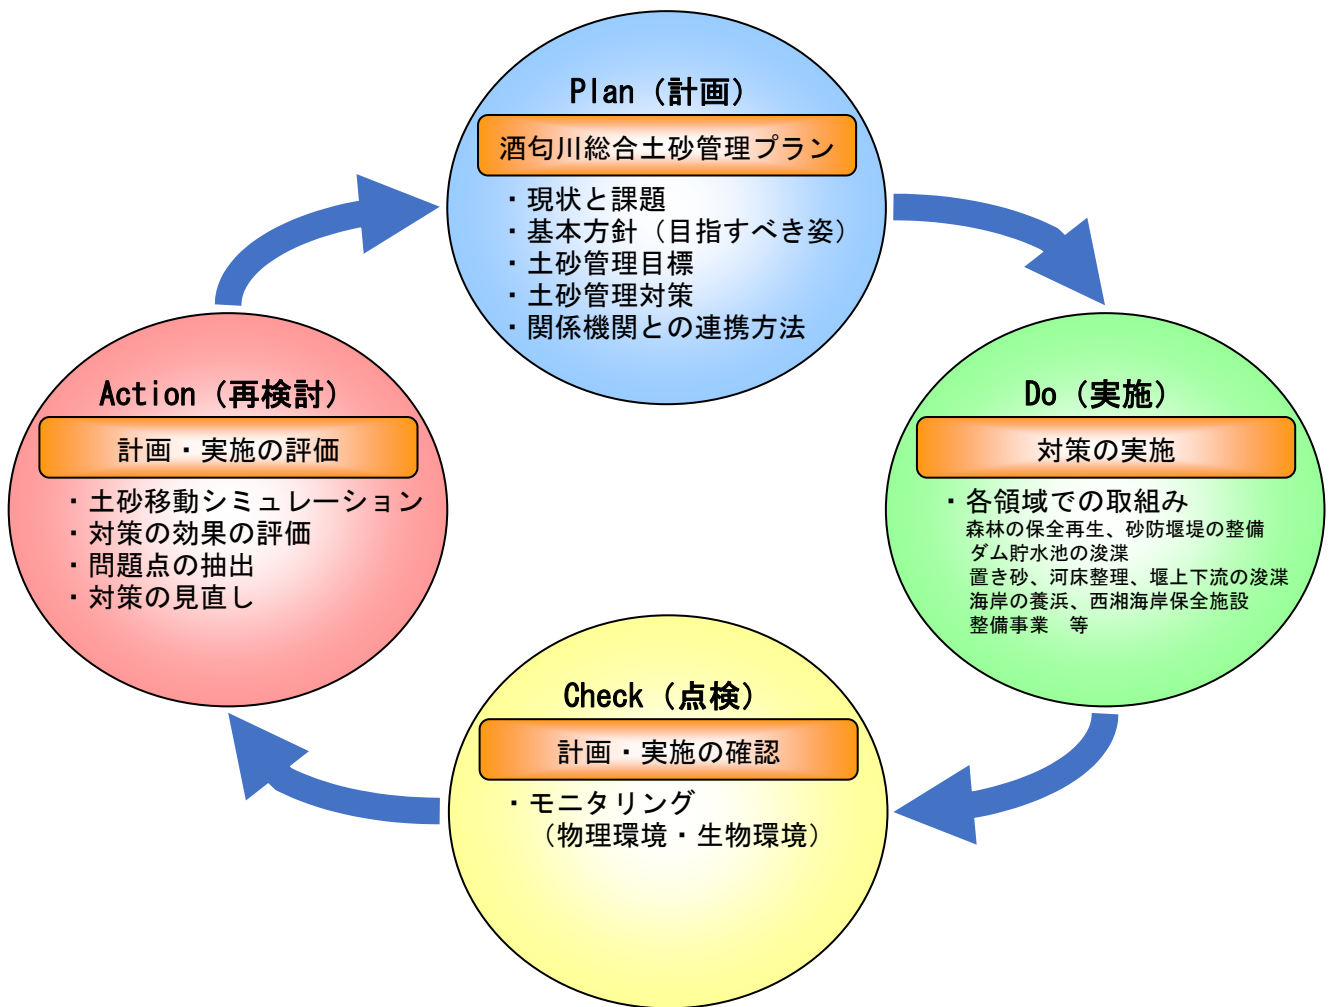 Plan（計画）
酒匂川総合土砂管理プラン
・現状と課題
・基本方針（目指すべき姿）
・土砂管理目標
・土砂管理対策
・関係機関との連携方法
Do（実施）
対策の実施
・各領域での取組み
森林の保全再生、砂防堰堤の整備
ダム貯水池の浚渫
置き砂、河床整理、堰上下流の浚渫
海岸の養浜、西湘海岸保全施設
整備事業　等
Check（点検）
計画・実施の確認
・モニタリング
（物理環境・生物環境）
Action（再検討）
計画・実施の評価
・土砂移動シミュレーション
・対策の効果の評価
・問題点の抽出
・対策の見直し